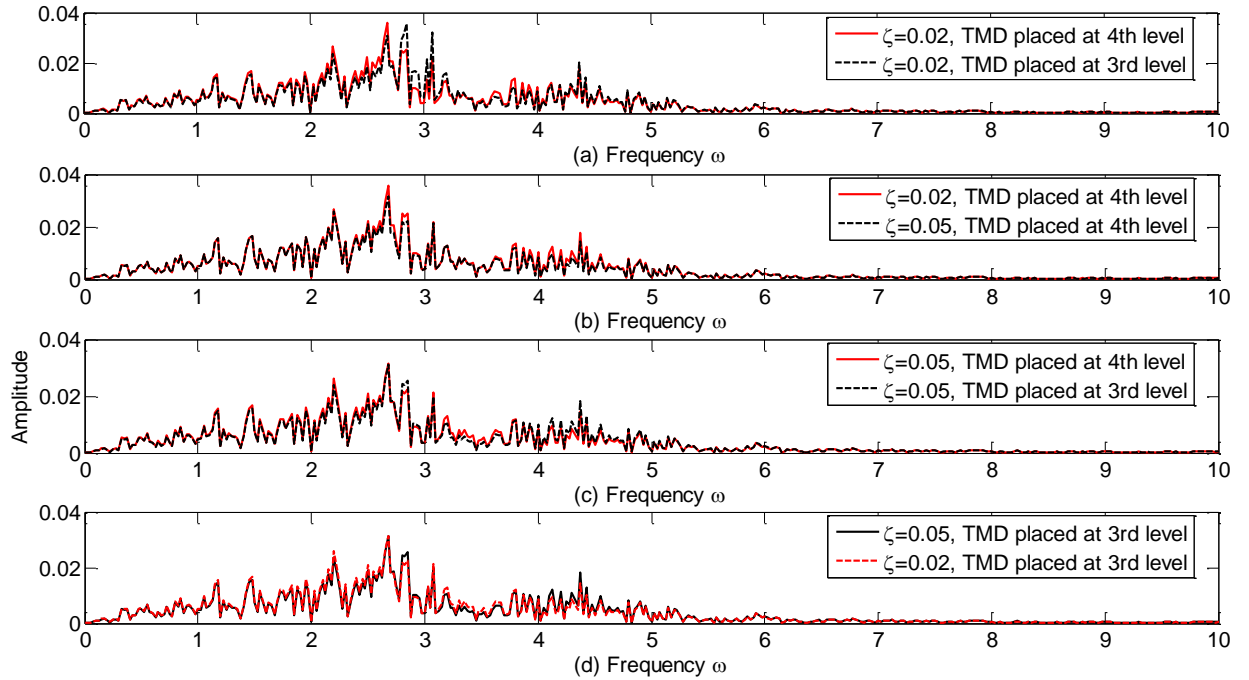 0.04
0.02
0
ζ=0.02, TMD placed at 4th level
ζ=0.02, TMD placed at 3rd level
0 1 2 3 4 5 6 7 8 9 10
(a) Frequency ω
0.04
0.02
0
ζ=0.02, TMD placed at 4th level
ζ=0.05, TMD placed at 4th level
0 1 2 3 4 5 6 7 8 9 10
(b) Frequency ω
Amplitude
0.04
0.02
0
ζ=0.05, TMD placed at 4th level
ζ=0.05, TMD placed at 3rd level
0 1 2 3 4 5 6 7 8 9 10
(c) Frequency ω
0.04
0.02
0
ζ=0.05, TMD placed at 3rd level
ζ=0.02, TMD placed at 3rd level
0 1 2 3 4 5 6 7 8 9 10
(d) Frequency ω